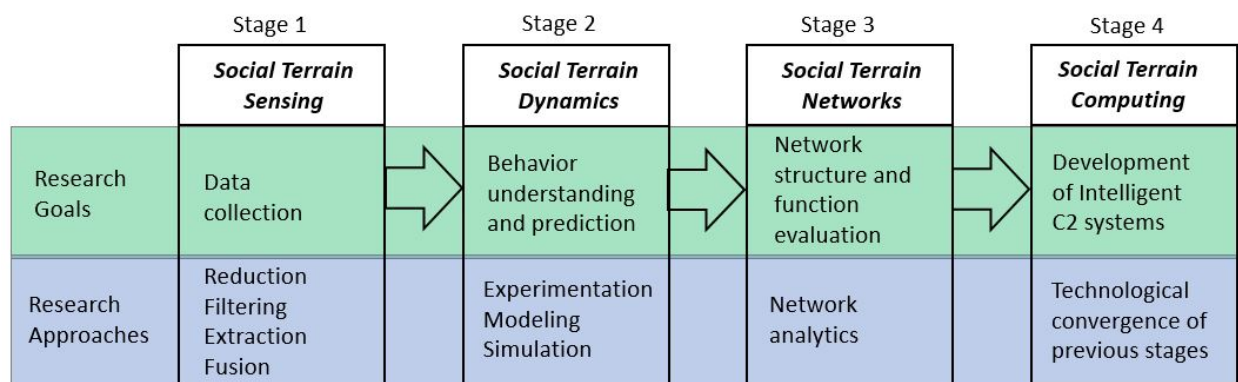 Stage 1
Stage 2
Stage 3
Stage 4
Social Terrain
Sensing
Social Terrain
Dynamics
Social Terrain
Networks
Social Terrain
Computing
Research
Goals
Data
collection
Behavior
understanding
and prediction
Network
structure and
function
evaluation
Development
of Intelligent
C2 systems
Research
Approaches
Reduction
Filtering
Extraction
Fusion
Experimentation
Modeling
Simulation
Network
analytics
Technological
convergence of
previous stages